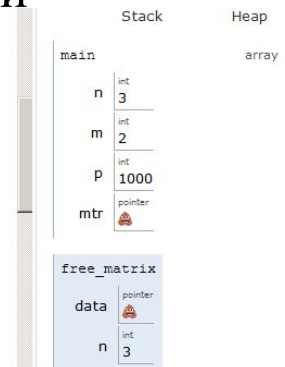 Stack Heap
main array
int
n 3
int
m 2
int
p 1000
pointer
mtr
free_matrix
pointer
data
int
n 3